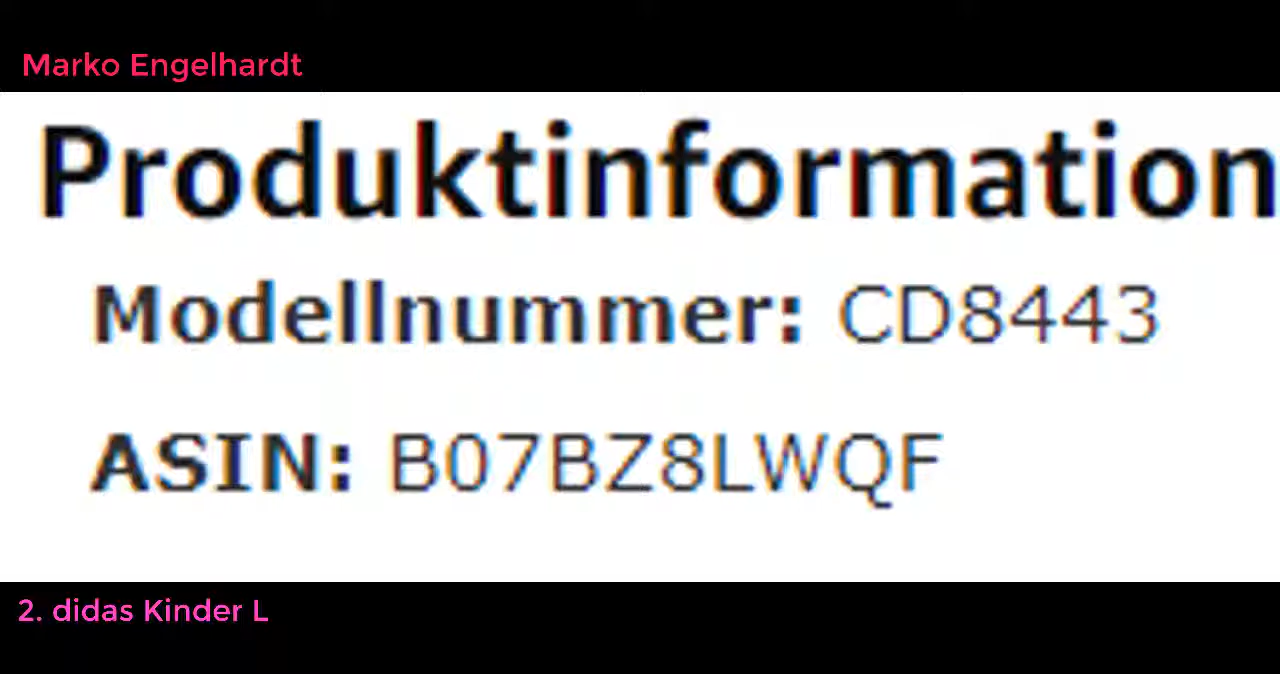 Marko Engelhardt
Produktinformation
Modellnummer: CD8443
ASIN: B07BZ8LWQF
2. didas Kinder L